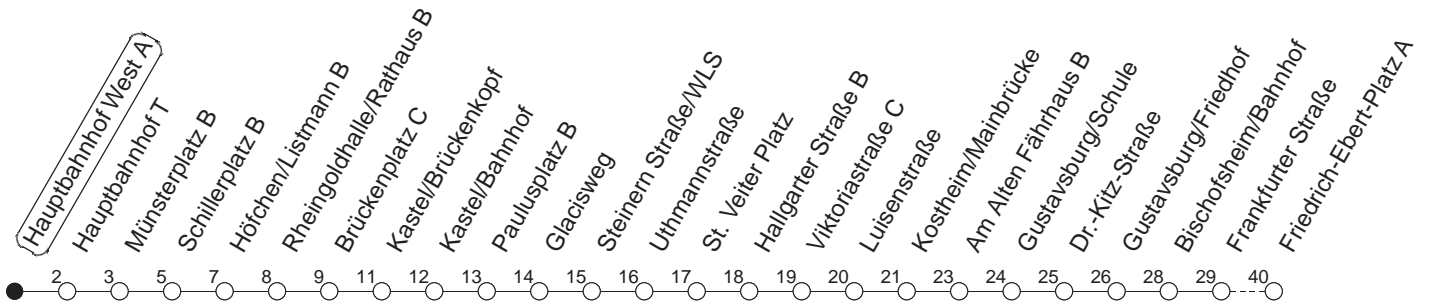 Hauptbahnhof West A
Hauptbahnhof T
Münsterplatz B
Schillerplatz B
Höfchen/Listmann B
Rheingoldhalle/Rathaus B
Brückenplatz C
Kastel/Brückenkopf
Kastel/Bahnhof
Paulusplatz B
Glacisweg
Steinern Straße/WLS
Uthmannstraße
St. Veiter Platz
Hallgarter Straße B
Viktoriastraße C
Luisenstraße
Kostheim/Mainbrücke
Am Alten Fährhaus B
Gustavsburg/Schule
Dr.-Kitz-Straße
Gustavsburg/Friedhof
Bischofsheim/Bahnhof
Frankfurter Straße
Friedrich-Ebert-Platz A
2 3 5 7 8 9 11 12 13 14 15 16 17 18 19 20 21 23 24 25 26 28 29 40